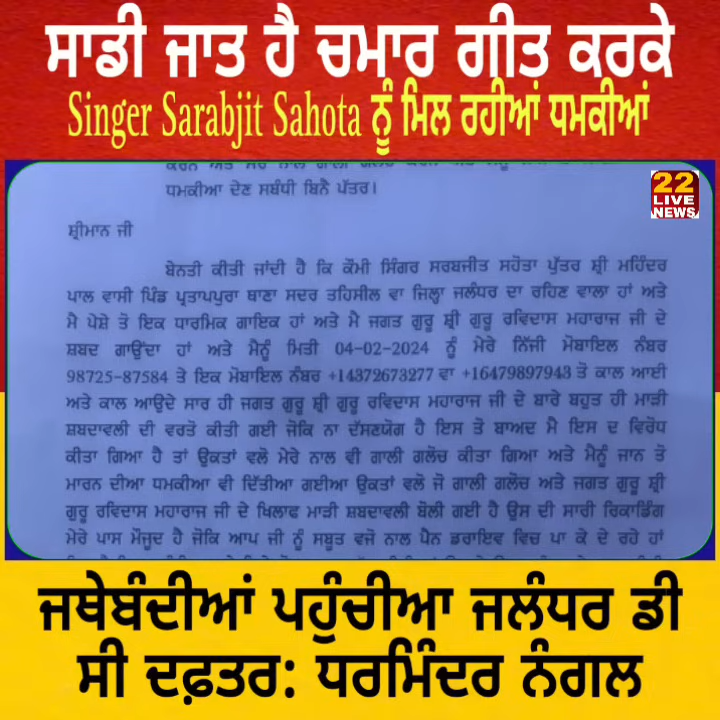 ਸਾਡੀ ਜਾਤ ਹੈ ਚਮਾਰ ਗੀਤ ਕਰਕੇ
Singer Sarabjit Sahota ਨੂੰ ਮਿਲ ਰਹੀਆਂ ਧਮਕੀਆਂ
22
LIVE
NEWS
ਧਮਕੀਆ ਦੇਣ ਸਬੰਧੀ ਬਿਨੈ ਪੱਤਰ।
ਸ਼੍ਰੀਮਾਨ ਜੀ
ਬੇਨਤੀ ਕੀਤੀ ਜਾਂਦੀ ਹੈ ਕਿ ਕੌਮੀ ਸਿੰਗਰ ਸਰਬਜੀਤ ਸਹੋਤਾ ਪੁੱਤਰ ਸ਼੍ਰੀ ਮਹਿੰਦਰ
ਪਾਲ ਵਾਸੀ ਪਿੰਡ ਪ੍ਰਤਾਪਪੁਰਾ ਥਾਣਾ ਸਦਰ ਤਹਿਸੀਲ ਵਾ ਜਿਲ੍ਹਾ ਜਲੰਧਰ ਦਾ ਰਹਿਣ ਵਾਲਾ ਹਾਂ ਅਤੇ
ਮੈ ਪੇਸ਼ੇ ਤੋ ਇਕ ਧਾਰਮਿਕ ਗਾਇਕ ਹਾਂ ਅਤੇ ਮੈ ਜਗਤ ਗੁਰੂ ਸ਼੍ਰੀ ਗੁਰੂ ਰਵਿਦਾਸ ਮਹਾਰਾਜ ਜੀ ਦੇ
ਸ਼ਬਦ ਗਾਉਂਦਾ ਹਾਂ ਅਤੇ ਮੈਨੂੰ ਮਿਤੀ 04-02-2024 ਨੂੰ ਮੇਰੇ ਨਿੱਜੀ ਮੋਬਾਇਲ ਨੰਬਰ
98725-87584 ਤੇ ਇਕ ਮੋਬਾਇਲ ਨੰਬਰ +14372673277 ਵਾ +16479897943 ਤੋ ਕਾਲ ਆਈ
ਅਤੇ ਕਾਲ ਆਉਦੇ ਸਾਰ ਹੀ ਜਗਤ ਗੁਰੂ ਸ਼੍ਰੀ ਗੁਰੂ ਰਵਿਦਾਸ ਮਹਾਰਾਜ ਜੀ ਦੇ ਬਾਰੇ ਬਹੁਤ ਹੀ ਮਾੜੀ
ਸ਼ਬਦਾਵਲੀ ਦੀ ਵਰਤੋ ਕੀਤੀ ਗਈ ਜੋਕਿ ਨਾ ਦੱਸਣਯੋਗ ਹੈ ਇਸ ਤੋ ਬਾਅਦ ਮੈ ਇਸ ਦ ਵਿਰੋਧ
ਕੀਤਾ ਗਿਆ ਹੈ ਤਾਂ ਉਕਤਾਂ ਵਲੋ ਮੇਰੇ ਨਾਲ ਵੀ ਗਾਲੀ ਗਲੋਚ ਕੀਤਾ ਗਿਆ ਅਤੇ ਮੈਨੂੰ ਜਾਨ ਤੋ
ਮਾਰਨ ਦੀਆ ਧਮਕੀਆ ਵੀ ਦਿੱਤੀਆ ਗਈਆ ਉਕਤਾਂ ਵਲੋ ਜੋ ਗਾਲੀ ਗਲੋਚ ਅਤੇ ਜਗਤ ਗੁਰੂ ਸ਼੍ਰੀ
ਗੁਰੂ ਰਵਿਦਾਸ ਮਹਾਰਾਜ ਜੀ ਦੇ ਖਿਲਾਫ ਮਾੜੀ ਸ਼ਬਦਾਵਲੀ ਬੋਲੀ ਗਈ ਹੈ ਉਸ ਦੀ ਸਾਰੀ ਰਿਕਾਡਿੰਗ
ਮੇਰੇ ਪਾਸ ਮੌਜੂਦ ਹੈ ਜੋਕਿ ਆਪ ਜੀ ਨੂੰ ਸਬੂਤ ਵਜੋ ਨਾਲ ਪੈਨ ਡਰਾਇਵ ਵਿਚ ਪਾ ਕੇ ਦੇ ਰਹੇ ਹਾਂ
ਜਥੇਬੰਦੀਆਂ ਪਹੁੰਚੀਆ ਜਲੰਧਰ ਡੀ
ਸੀ ਦਫ਼ਤਰ: ਧਰਮਿੰਦਰ ਨੰਗਲ